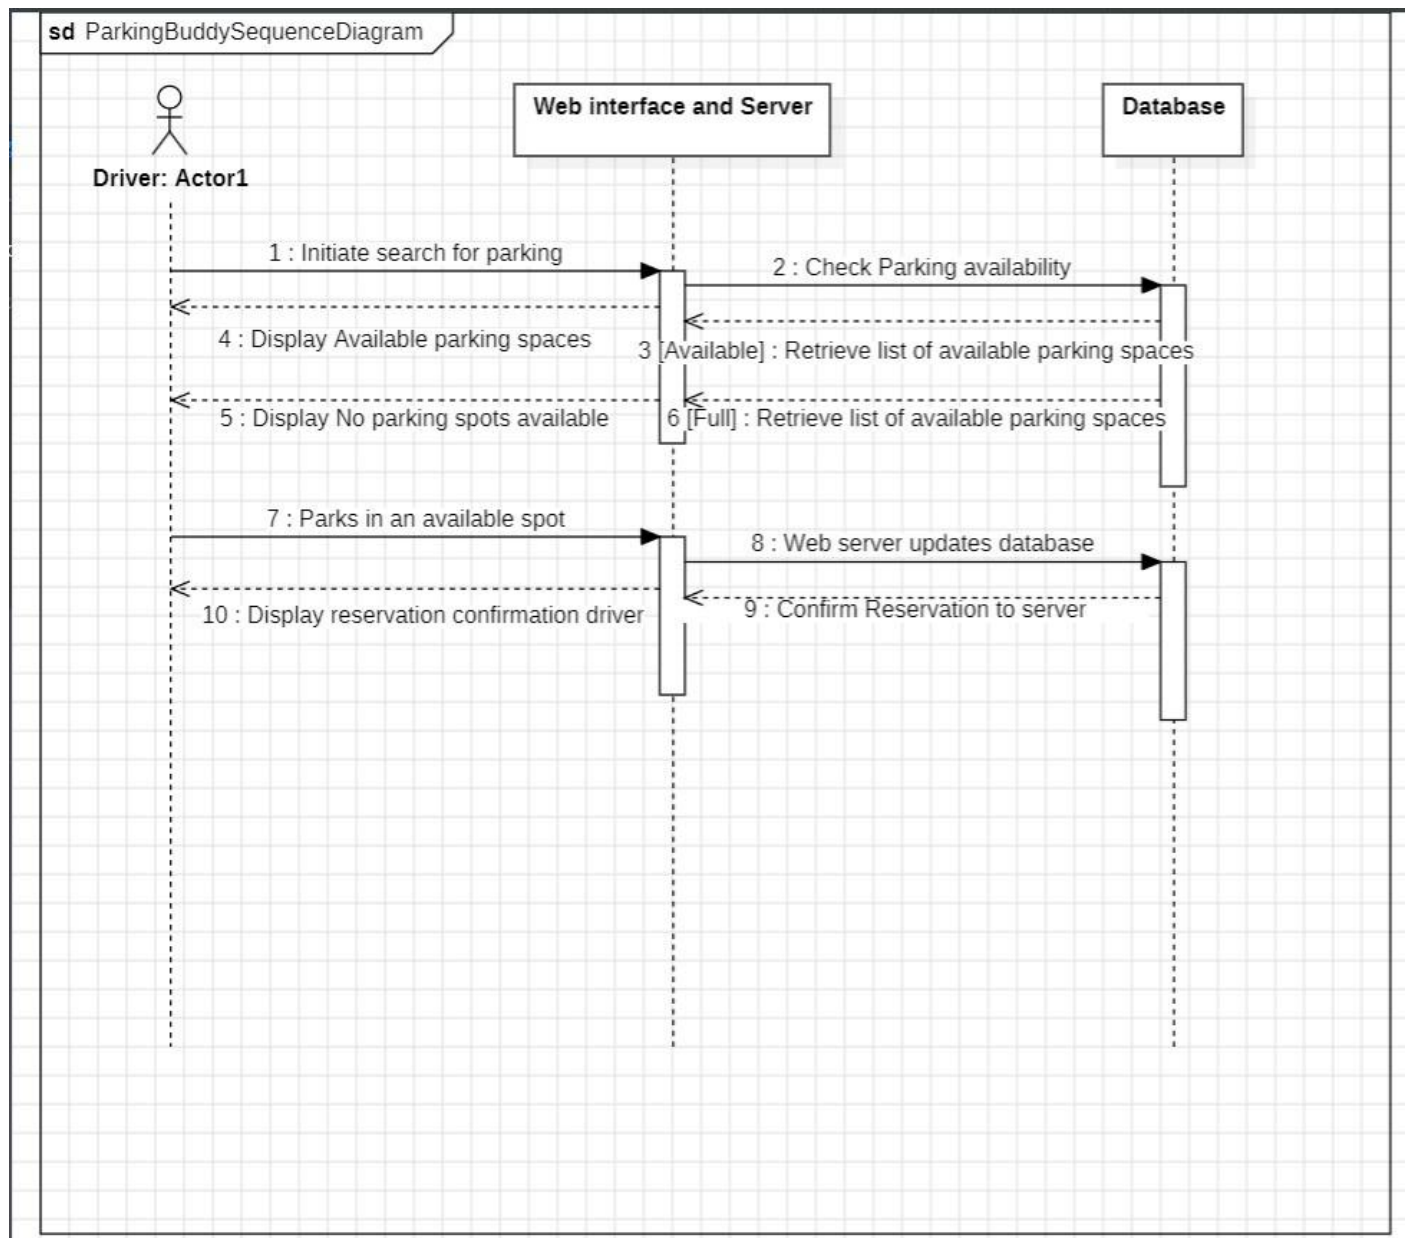 sd ParkingBuddySequenceDiagram
Web interface and Server
Database
Driver: Actor1
1 : Initiate search for parking
2 : Check Parking availability
4 : Display Available parking spaces
3 [Available] : Retrieve list of available parking spaces
5 : Display No parking spots available
6 [Full] : Retrieve list of available parking spaces
7 : Parks in an available spot
8 : Web server updates database
10 : Display reservation confirmation driver
9 : Confirm Reservation to server